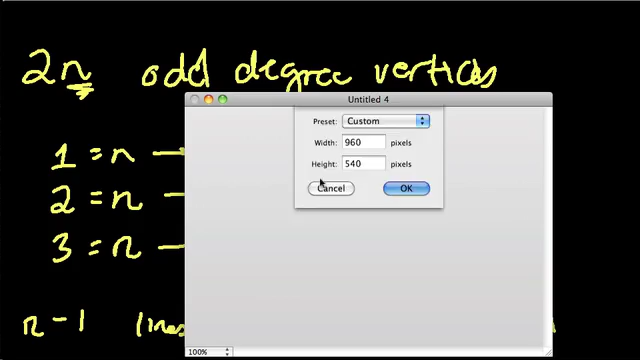 2n odd degree vertices
Untitled 4
Preset: Custom
1 = n —
Width: 960 pixels
Height: 540 pixels
Cancel OK
2 = n —
3 = n —
n - 1 lines
100%